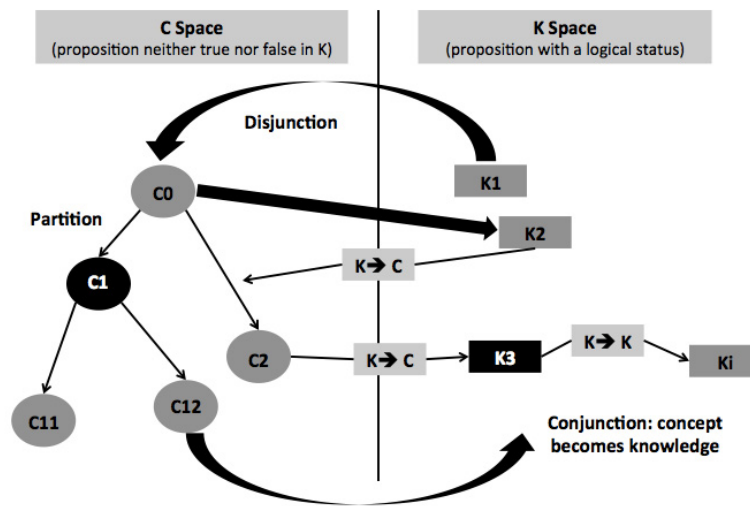 C Space
(proposition neither true nor false in K)
K Space
(proposition with a logical status)
Disjunction
C0
K1
Partition
K2
K➔ C
C1
C2
K➔ C
K3
K➔ K
Ki
C11
C12
Conjunction: concept
becomes knowledge